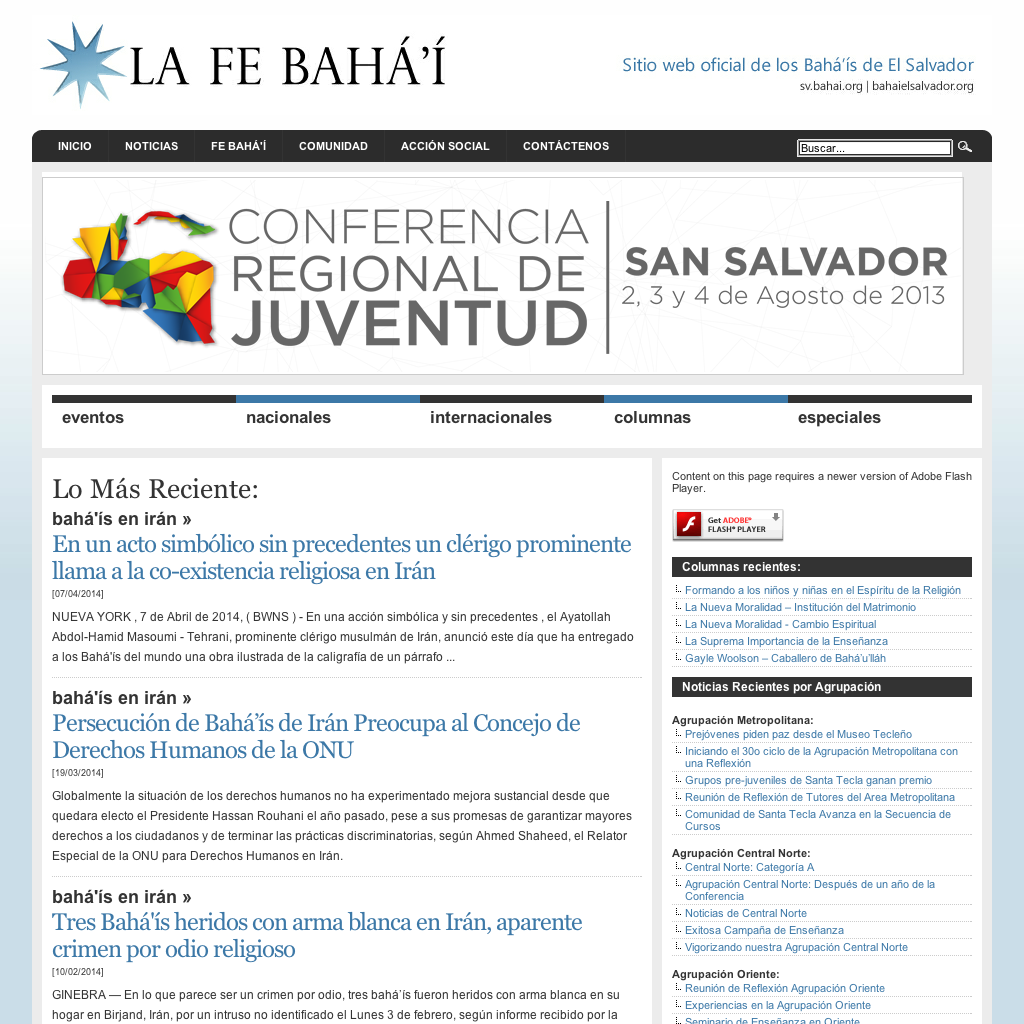 LA FE BAHÁ'Í
Sitio web oficial de los Bahá'ís de El Salvador
sv.bahai.org | bahaielsalvador.org
INICIO NOTICIAS FE BAHÁ'Í COMUNIDAD ACCIÓN SOCIAL CONTÁCTENOS Buscar...
CONFERENCIA
REGIONAL DE
JUVENTUD
SAN SALVADOR
2, 3 y 4 de Agosto de 2013
eventos nacionales internacionales columnas especiales
Lo Más Reciente:
bahá'ís en irán »
En un acto simbólico sin precedentes un clérigo prominente
llama a la co-existencia religiosa en Irán
[07/04/2014]
NUEVA YORK , 7 de Abril de 2014, ( BWNS ) - En una acción simbólica y sin precedentes , el Ayatollah
Abdol-Hamid Masoumi - Tehrani, prominente clérigo musulmán de Irán, anunció este día que ha entregado
a los Bahá'ís del mundo una obra ilustrada de la caligrafía de un párrafo ...
bahá'ís en irán »
Persecución de Bahá’ís de Irán Preocupa al Concejo de
Derechos Humanos de la ONU
[19/03/2014]
Globalmente la situación de los derechos humanos no ha experimentado mejora sustancial desde que
quedara electo el Presidente Hassan Rouhani el año pasado, pese a sus promesas de garantizar mayores
derechos a los ciudadanos y de terminar las prácticas discriminatorias, según Ahmed Shaheed, el Relator
Especial de la ONU para Derechos Humanos en Irán.
bahá'ís en irán »
Tres Bahá'ís heridos con arma blanca en Irán, aparente
crimen por odio religioso
[10/02/2014]
GINEBRA — En lo que parece ser un crimen por odio, tres bahá´ís fueron heridos con arma blanca en su
hogar en Birjand, Irán, por un intruso no identificado el Lunes 3 de febrero, según informe recibido por la
Content on this page requires a newer version of Adobe Flash
Player.
Get ADOBE®
FLASH® PLAYER
Columnas recientes:
Formando a los niños y niñas en el Espíritu de la Religión
La Nueva Moralidad – Institución del Matrimonio
La Nueva Moralidad - Cambio Espiritual
La Suprema Importancia de la Enseñanza
Gayle Woolson – Caballero de Bahá’u’lláh
Noticias Recientes por Agrupación
Agrupación Metropolitana:
Prejóvenes piden paz desde el Museo Tecleño
Iniciando el 30o ciclo de la Agrupación Metropolitana con
una Reflexión
Grupos pre-juveniles de Santa Tecla ganan premio
Reunión de Reflexión de Tutores del Area Metropolitana
Comunidad de Santa Tecla Avanza en la Secuencia de
Cursos
Agrupación Central Norte:
Central Norte: Categoría A
Agrupación Central Norte: Después de un año de la
Conferencia
Noticias de Central Norte
Exitosa Campaña de Enseñanza
Vigorizando nuestra Agrupación Central Norte
Agrupación Oriente:
Reunión de Reflexión Agrupación Oriente
Experiencias en la Agrupación Oriente
Seminario de Enseñanza en Oriente